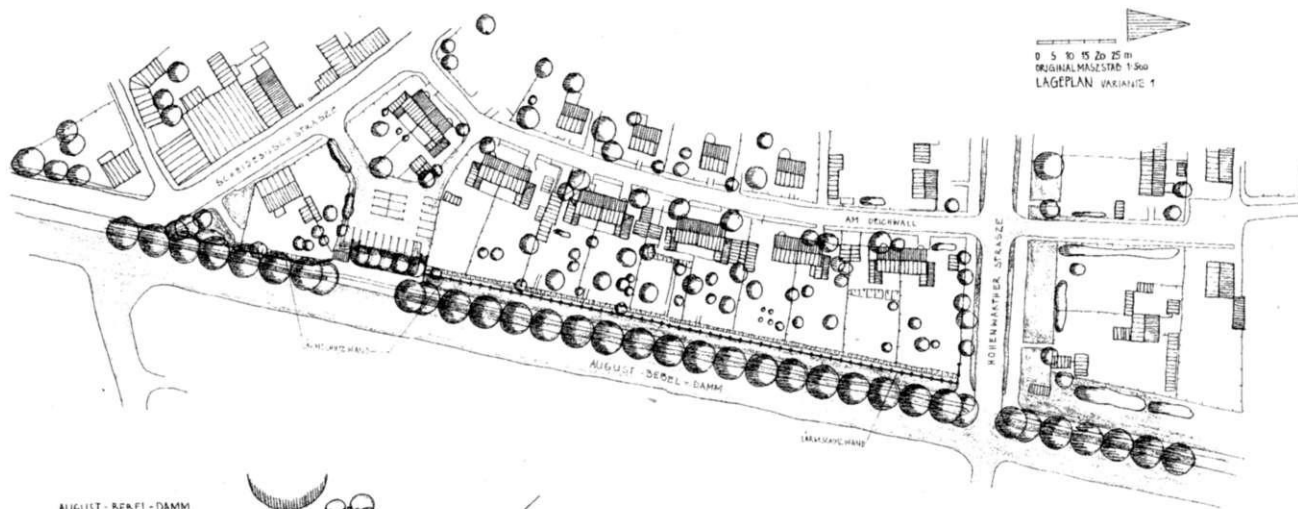 0 5 10 15 20 25 m
ORIGINALMASZSTAB 1:500
LAGEPLAN VARIANTE 1
AM DEICHWALL
HOHENWARTHER STRASZE
LÄRMSCHUTZWAND
AUGUST-BEBEL-DAMM
LÄRMSCHUTZWAND
AUGUST-BEBEL-DAMM